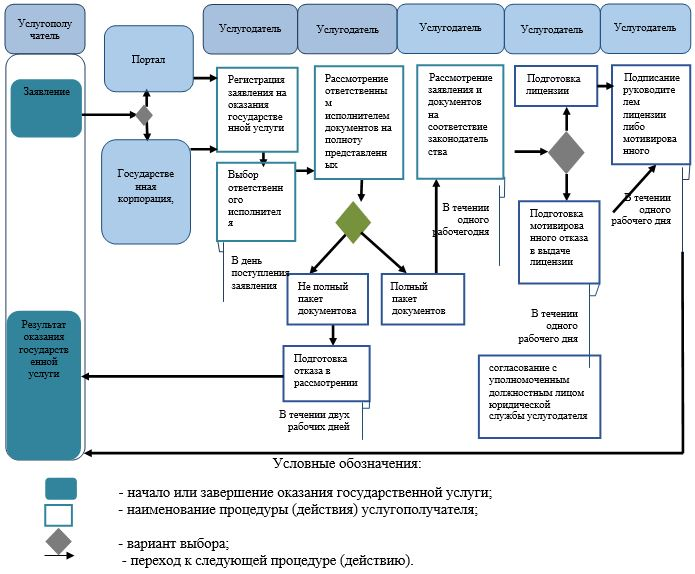 Услугополу
чатель
Услугодатель
Услугодатель
Услугодатель
Услугодатель
Услугодатель
Портал
Заявление
Государстве
нная
корпорация,
Регистрация
заявления на
оказания
государстве
нной услуги
Выбор
ответственн
ого
исполнител
я
В день
поступления
заявления
Рассмотрение
ответственны
м
исполнителем
документов на
полноту
представленн
ых
Не полный
пакет
документова
Полный
пакет
документов
Подготовка
отказа в
рассмотрении
В течении двух
рабочих дней
Рассмотрение
заявления и
документов
на
соответствие
законодатель
ства
В течении
одного
рабочегодня
Подготовка
лицензии
Подготовка
мотивирова
нного отказа
в выдаче
лицензии
В течении
одного
рабочего дня
согласование с
уполномоченным
должностным лицом
юридической
службы услугодателя
Подписание
руководите
лем
лицензии
либо
мотивирова
нного
В течении
одного
рабочего дня
Результат
оказания
государств
енной
услуги
Условные обозначения:
- начало или завершение оказания государственной услуги;
- наименование процедуры (действия) услугополучателя;
- вариант выбора;
- переход к следующей процедуре (действию).